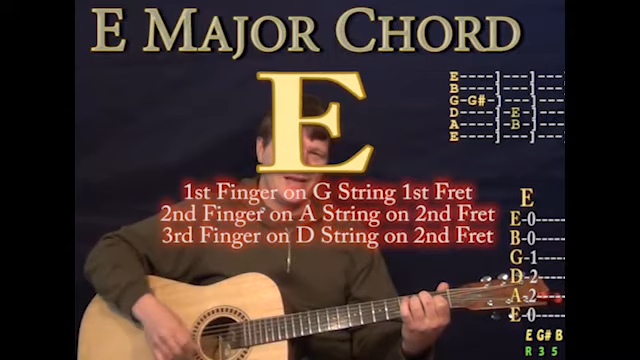 E Major Chord
E
E----]---]---
B----]---]---
G-G#-]---]---
D----]-E-]---
A----]-B-]---
E----]---]---
1st Finger on G String 1st Fret
2nd Finger on A String on 2nd Fret
3rd Finger on D String on 2nd Fret
E
E-0---
B-0---
G-1---
D-2---
A-2---
E-0---
E G# B
R 3 5